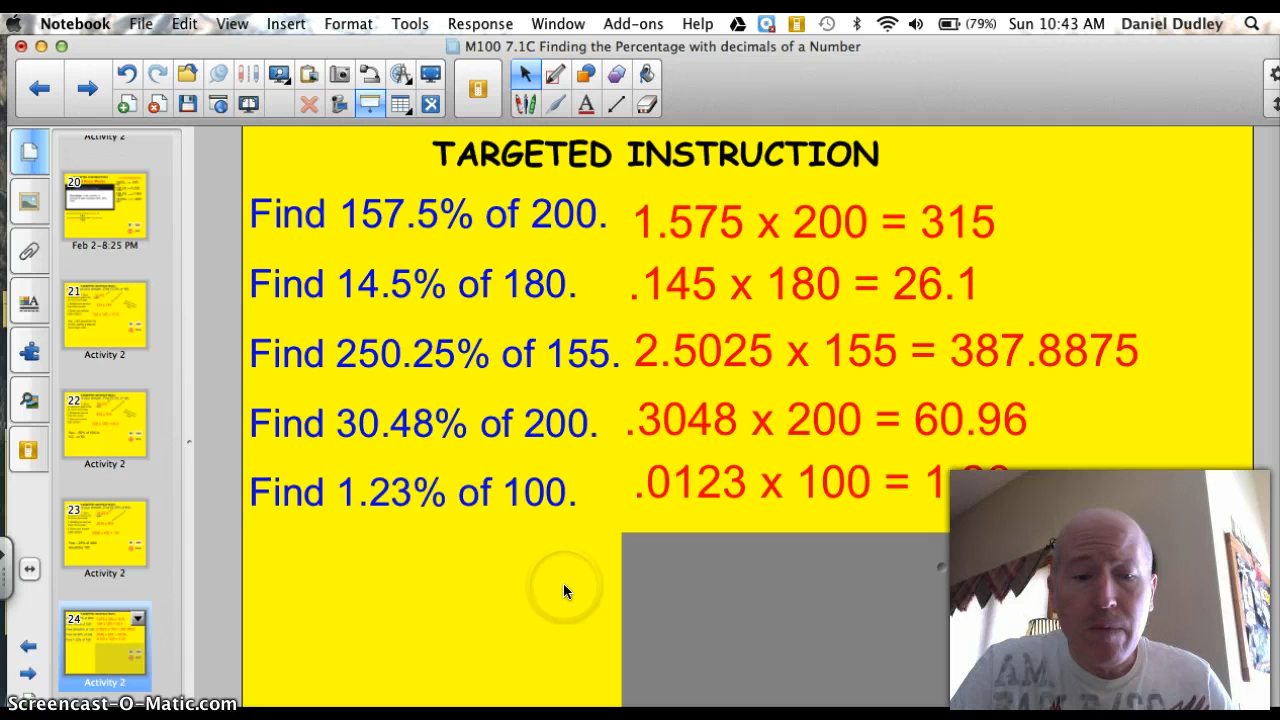 Notebook File Edit View Insert Format Tools Response Window Add-ons Help (79%) Sun 10:43 AM Daniel Dudley
M100 7.1C Finding the Percentage with decimals of a Number
Activity 2
20
Feb 2-8:25 PM
21
Activity 2
22
Activity 2
23
Activity 2
24
Activity 2
TARGETED INSTRUCTION
Find 157.5% of 200. 1.575 x 200 = 315
Find 14.5% of 180. .145 x 180 = 26.1
Find 250.25% of 155. 2.5025 x 155 = 387.8875
Find 30.48% of 200. .3048 x 200 = 60.96
Find 1.23% of 100. .0123 x 100 =
AM
Screencast-O-Matic.com